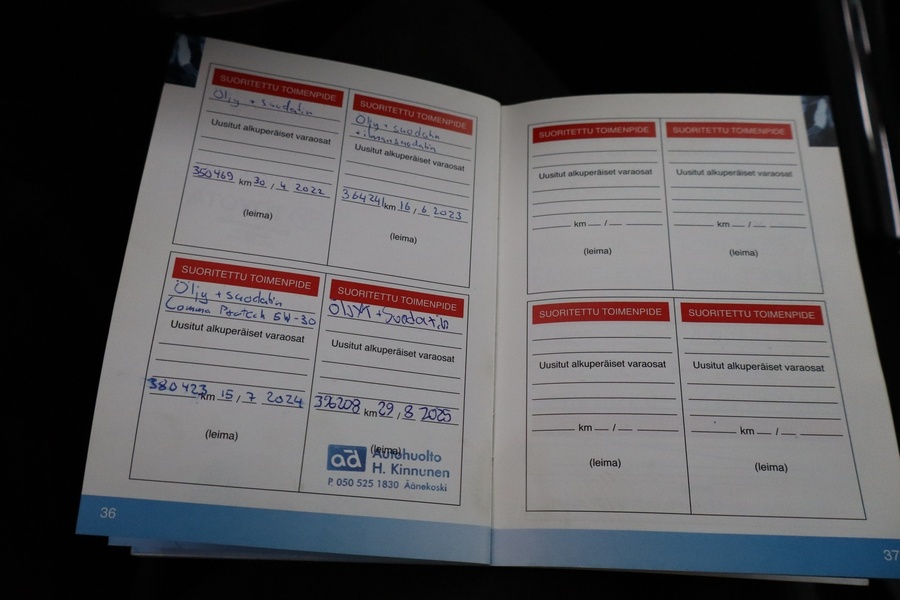 SUORITETTU TOIMENPIDE
Öljy + suodatin
Uusitut alkuperäiset varaosat
350469 km 30 / 4 2022
(leima)
SUORITETTU TOIMENPIDE
Öljy + suodatin
+ ilmansuodatin
Uusitut alkuperäiset varaosat
364241 km 16 / 6 2023
(leima)
SUORITETTU TOIMENPIDE
Öljy + suodatin
Comma Protech 5W-30
Uusitut alkuperäiset varaosat
380423 km 15 / 7 2024
(leima)
SUORITETTU TOIMENPIDE
Uusitut alkuperäiset varaosat
396208 km 29 / 8 2025
(leima)
ad Autohuolto
H. Kinnunen
P. 050 525 1830 Äänekoski
36
SUORITETTU TOIMENPIDE
Uusitut alkuperäiset varaosat
km / 
(leima)
SUORITETTU TOIMENPIDE
Uusitut alkuperäiset varaosat
km / 
(leima)
SUORITETTU TOIMENPIDE
Uusitut alkuperäiset varaosat
km / 
(leima)
SUORITETTU TOIMENPIDE
Uusitut alkuperäiset varaosat
km / 
(leima)
37